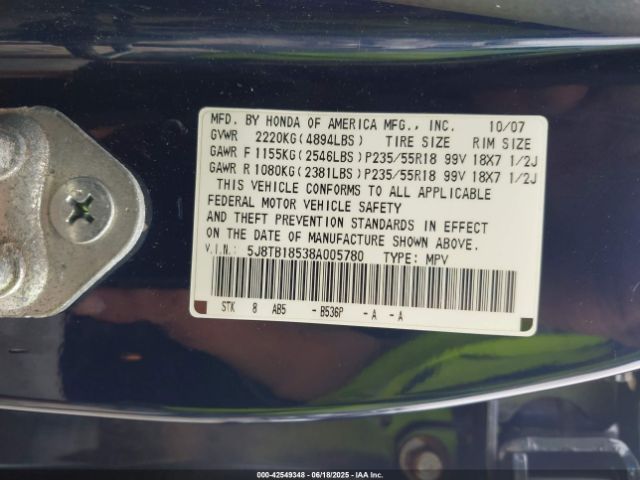 MFD. BY HONDA OF AMERICA MFG., INC. 10/07
GVWR 2220KG(4894LBS) TIRE SIZE RIM SIZE
GAWR F 1155KG(2546LBS) P235/55R18 99V 18X7 1/2J
GAWR R 1080KG(2381LBS) P235/55R18 99V 18X7 1/2J
THIS VEHICLE CONFORMS TO ALL APPLICABLE
FEDERAL MOTOR VEHICLE SAFETY
AND THEFT PREVENTION STANDARDS IN EFFECT
ON THE DATE OF MANUFACTURE SHOWN ABOVE.
V.I.N.: 5J8TB18538A005780 TYPE: MPV
STK 8 AB5 -B536P -A -A
00-42549348 - 06/18/2025 - IAA Inc.